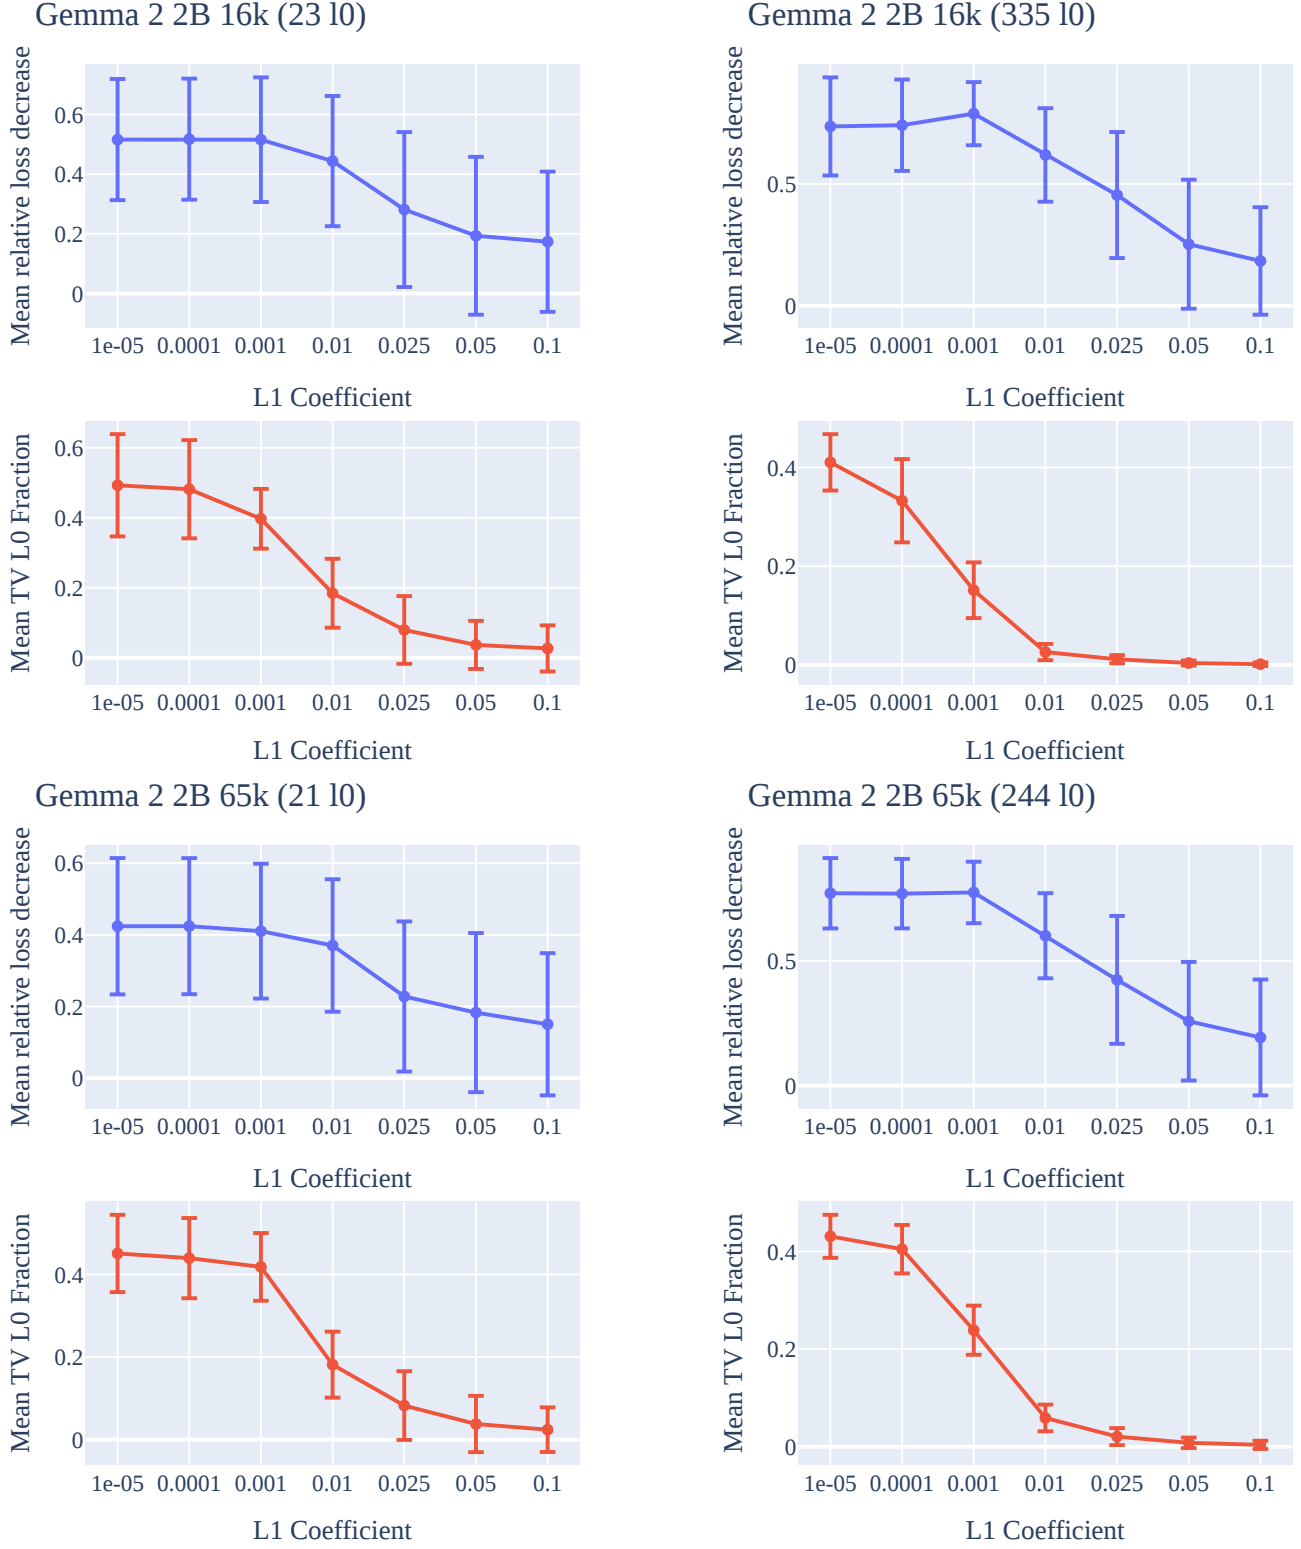 Gemma 2 2B 16k (23 l0)
Mean relative loss decrease
0.6
0.4
0.2
0
1e-05 0.0001 0.001 0.01 0.025 0.05 0.1
L1 Coefficient
Mean TV L0 Fraction
0.6
0.4
0.2
0
1e-05 0.0001 0.001 0.01 0.025 0.05 0.1
L1 Coefficient
Gemma 2 2B 16k (335 l0)
Mean relative loss decrease
0.5
0
1e-05 0.0001 0.001 0.01 0.025 0.05 0.1
L1 Coefficient
Mean TV L0 Fraction
0.4
0.2
0
1e-05 0.0001 0.001 0.01 0.025 0.05 0.1
L1 Coefficient
Gemma 2 2B 65k (21 l0)
Mean relative loss decrease
0.6
0.4
0.2
0
1e-05 0.0001 0.001 0.01 0.025 0.05 0.1
L1 Coefficient
Mean TV L0 Fraction
0.4
0.2
0
1e-05 0.0001 0.001 0.01 0.025 0.05 0.1
L1 Coefficient
Gemma 2 2B 65k (244 l0)
Mean relative loss decrease
0.5
0
1e-05 0.0001 0.001 0.01 0.025 0.05 0.1
L1 Coefficient
Mean TV L0 Fraction
0.4
0.2
0
1e-05 0.0001 0.001 0.01 0.025 0.05 0.1
L1 Coefficient